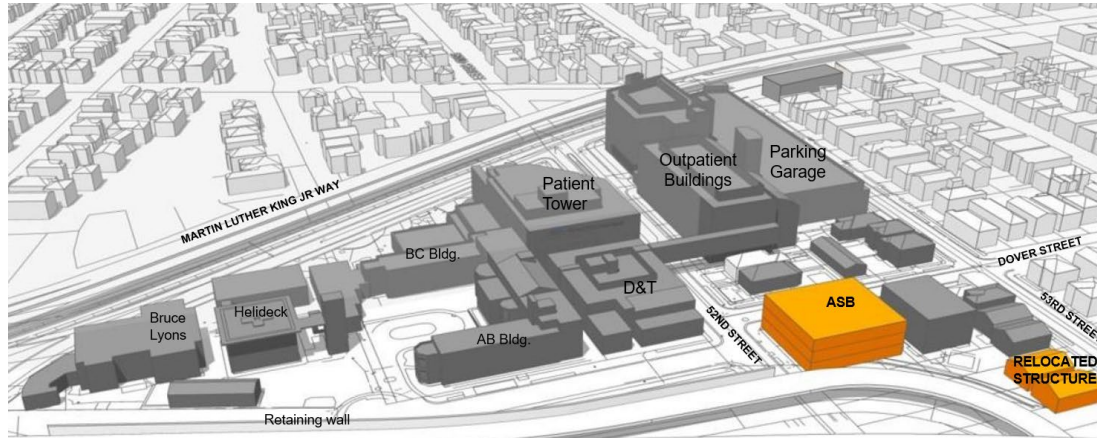 MARTIN LUTHER KING JR WAY
Outpatient
Buildings
Parking
Garage
Patient
Tower
BC Bldg.
DOVER STREET
D&T
ASB
Helideck
Bruce
Lyons
AB Bldg.
52ND STREET
53RD STREET
RELOCATED
STRUCTURE
Retaining wall